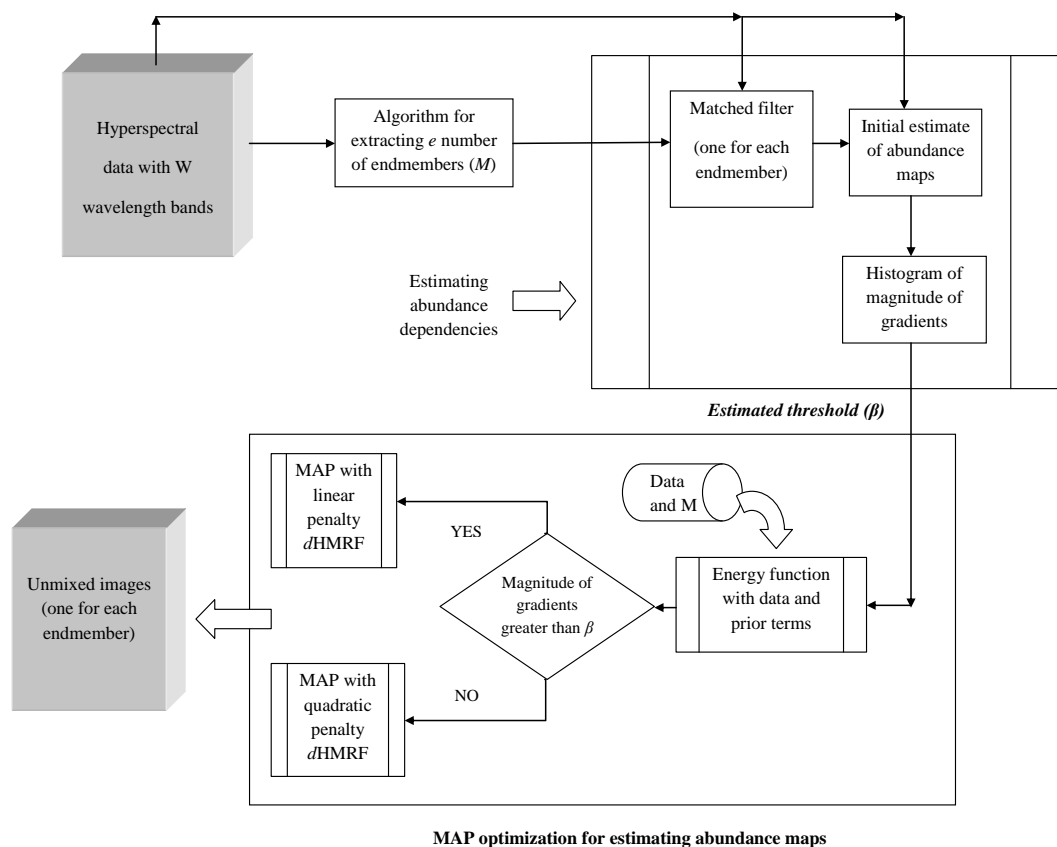 Hyperspectral
data with W
wavelength bands
Algorithm for
extracting e number
of endmembers (M)
Matched filter
(one for each
endmember)
Initial estimate
of abundance
maps
Estimating
abundance
dependencies
Histogram of
magnitude of
gradients
Estimated threshold (β)
MAP with
linear
penalty
dHMRF
YES
Data
and M
Unmixed images
(one for each
endmember)
Magnitude of
gradients
greater than β
Energy function
with data and
prior terms
MAP with
quadratic
penalty
dHMRF
NO
MAP optimization for estimating abundance maps